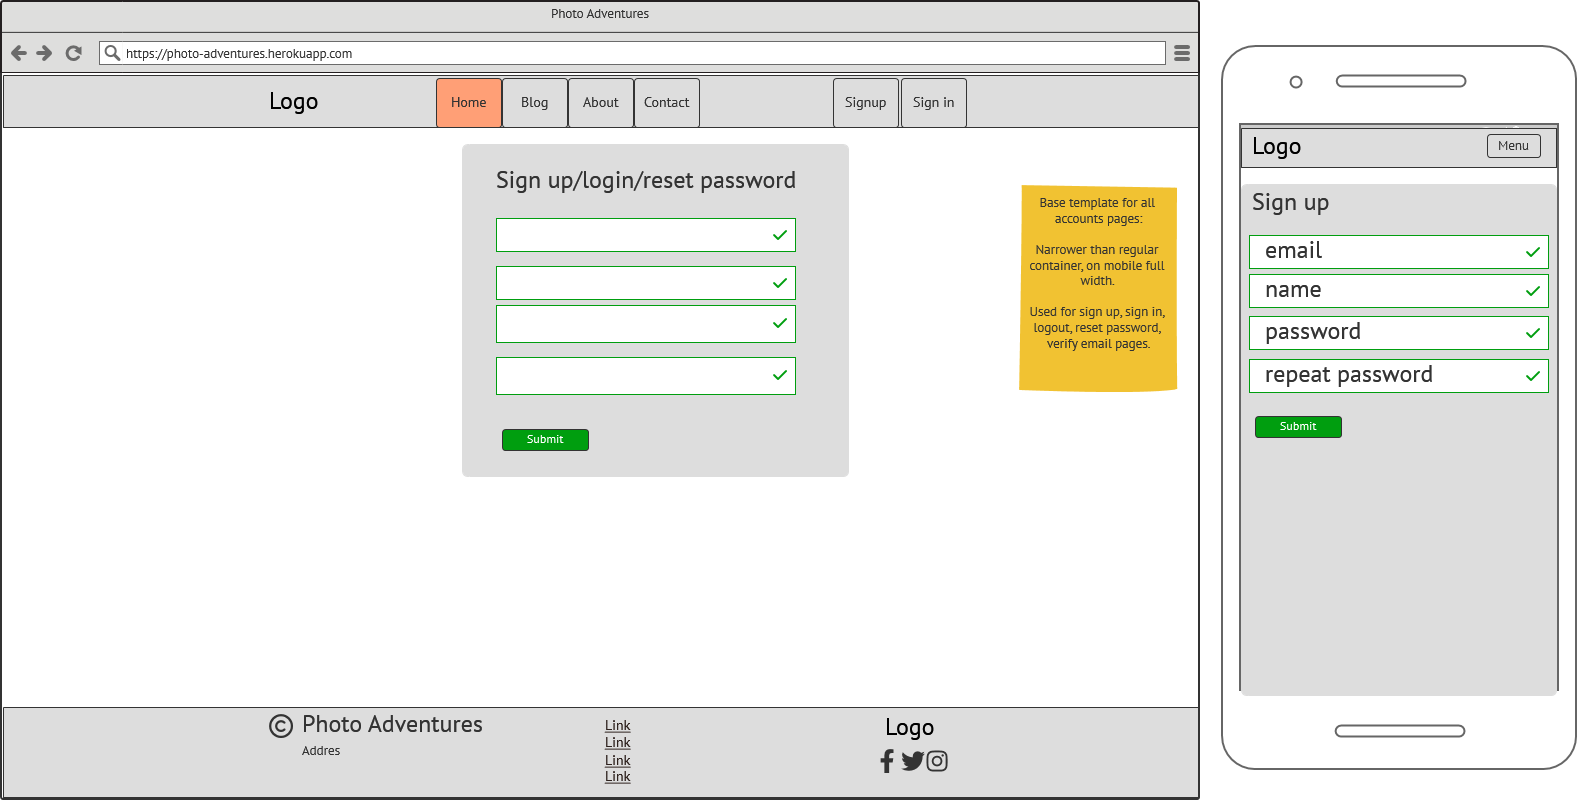 Photo Adventures
https://photo-adventures.herokuapp.com
Logo
Home
Blog
About
Contact
Signup
Sign in
Sign up/login/reset password
Submit
Base template for all
accounts pages:
Narrower than regular
container, on mobile full
width.
Used for sign up, sign in,
logout, reset password,
verify email pages.
© Photo Adventures
Addres
Link
Link
Link
Link
Logo
Logo
Menu
Sign up
email
name
password
repeat password
Submit